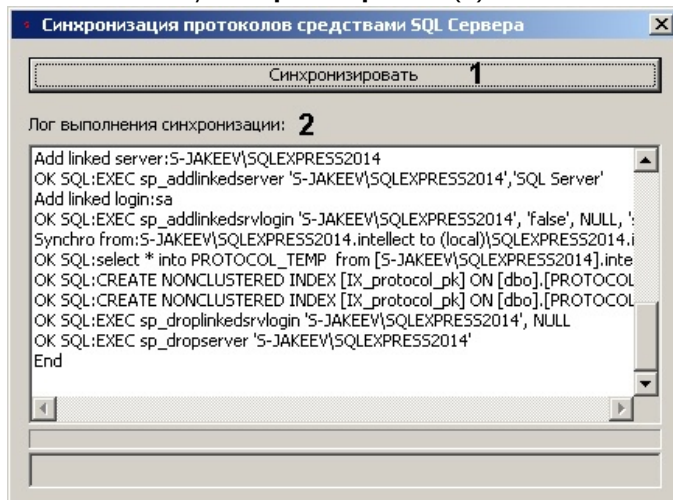 Синхронизация протоколов средствами SQL Сервера
Синхронизировать 1
Лог выполнения синхронизации: 2
Add linked server:S-JAKEEV\SQLEXPRESS2014
OK SQL:EXEC sp_addlinkedserver 'S-JAKEEV\SQLEXPRESS2014','SQL Server'
Add linked login:sa
OK SQL:EXEC sp_addlinkedsrvlogin 'S-JAKEEV\SQLEXPRESS2014', 'false', NULL, 's
Synchro from:S-JAKEEV\SQLEXPRESS2014.intellect to (local)\SQLEXPRESS2014.i
OK SQL:select * into PROTOCOL_TEMP from [S-JAKEEV\SQLEXPRESS2014].inte
OK SQL:CREATE NONCLUSTERED INDEX [IX_protocol_pk] ON [dbo].[PROTOCOL
OK SQL:CREATE NONCLUSTERED INDEX [IX_protocol_pk] ON [dbo].[PROTOCOL
OK SQL:EXEC sp_droplinkedsrvlogin 'S-JAKEEV\SQLEXPRESS2014', NULL
OK SQL:EXEC sp_dropserver 'S-JAKEEV\SQLEXPRESS2014'
End